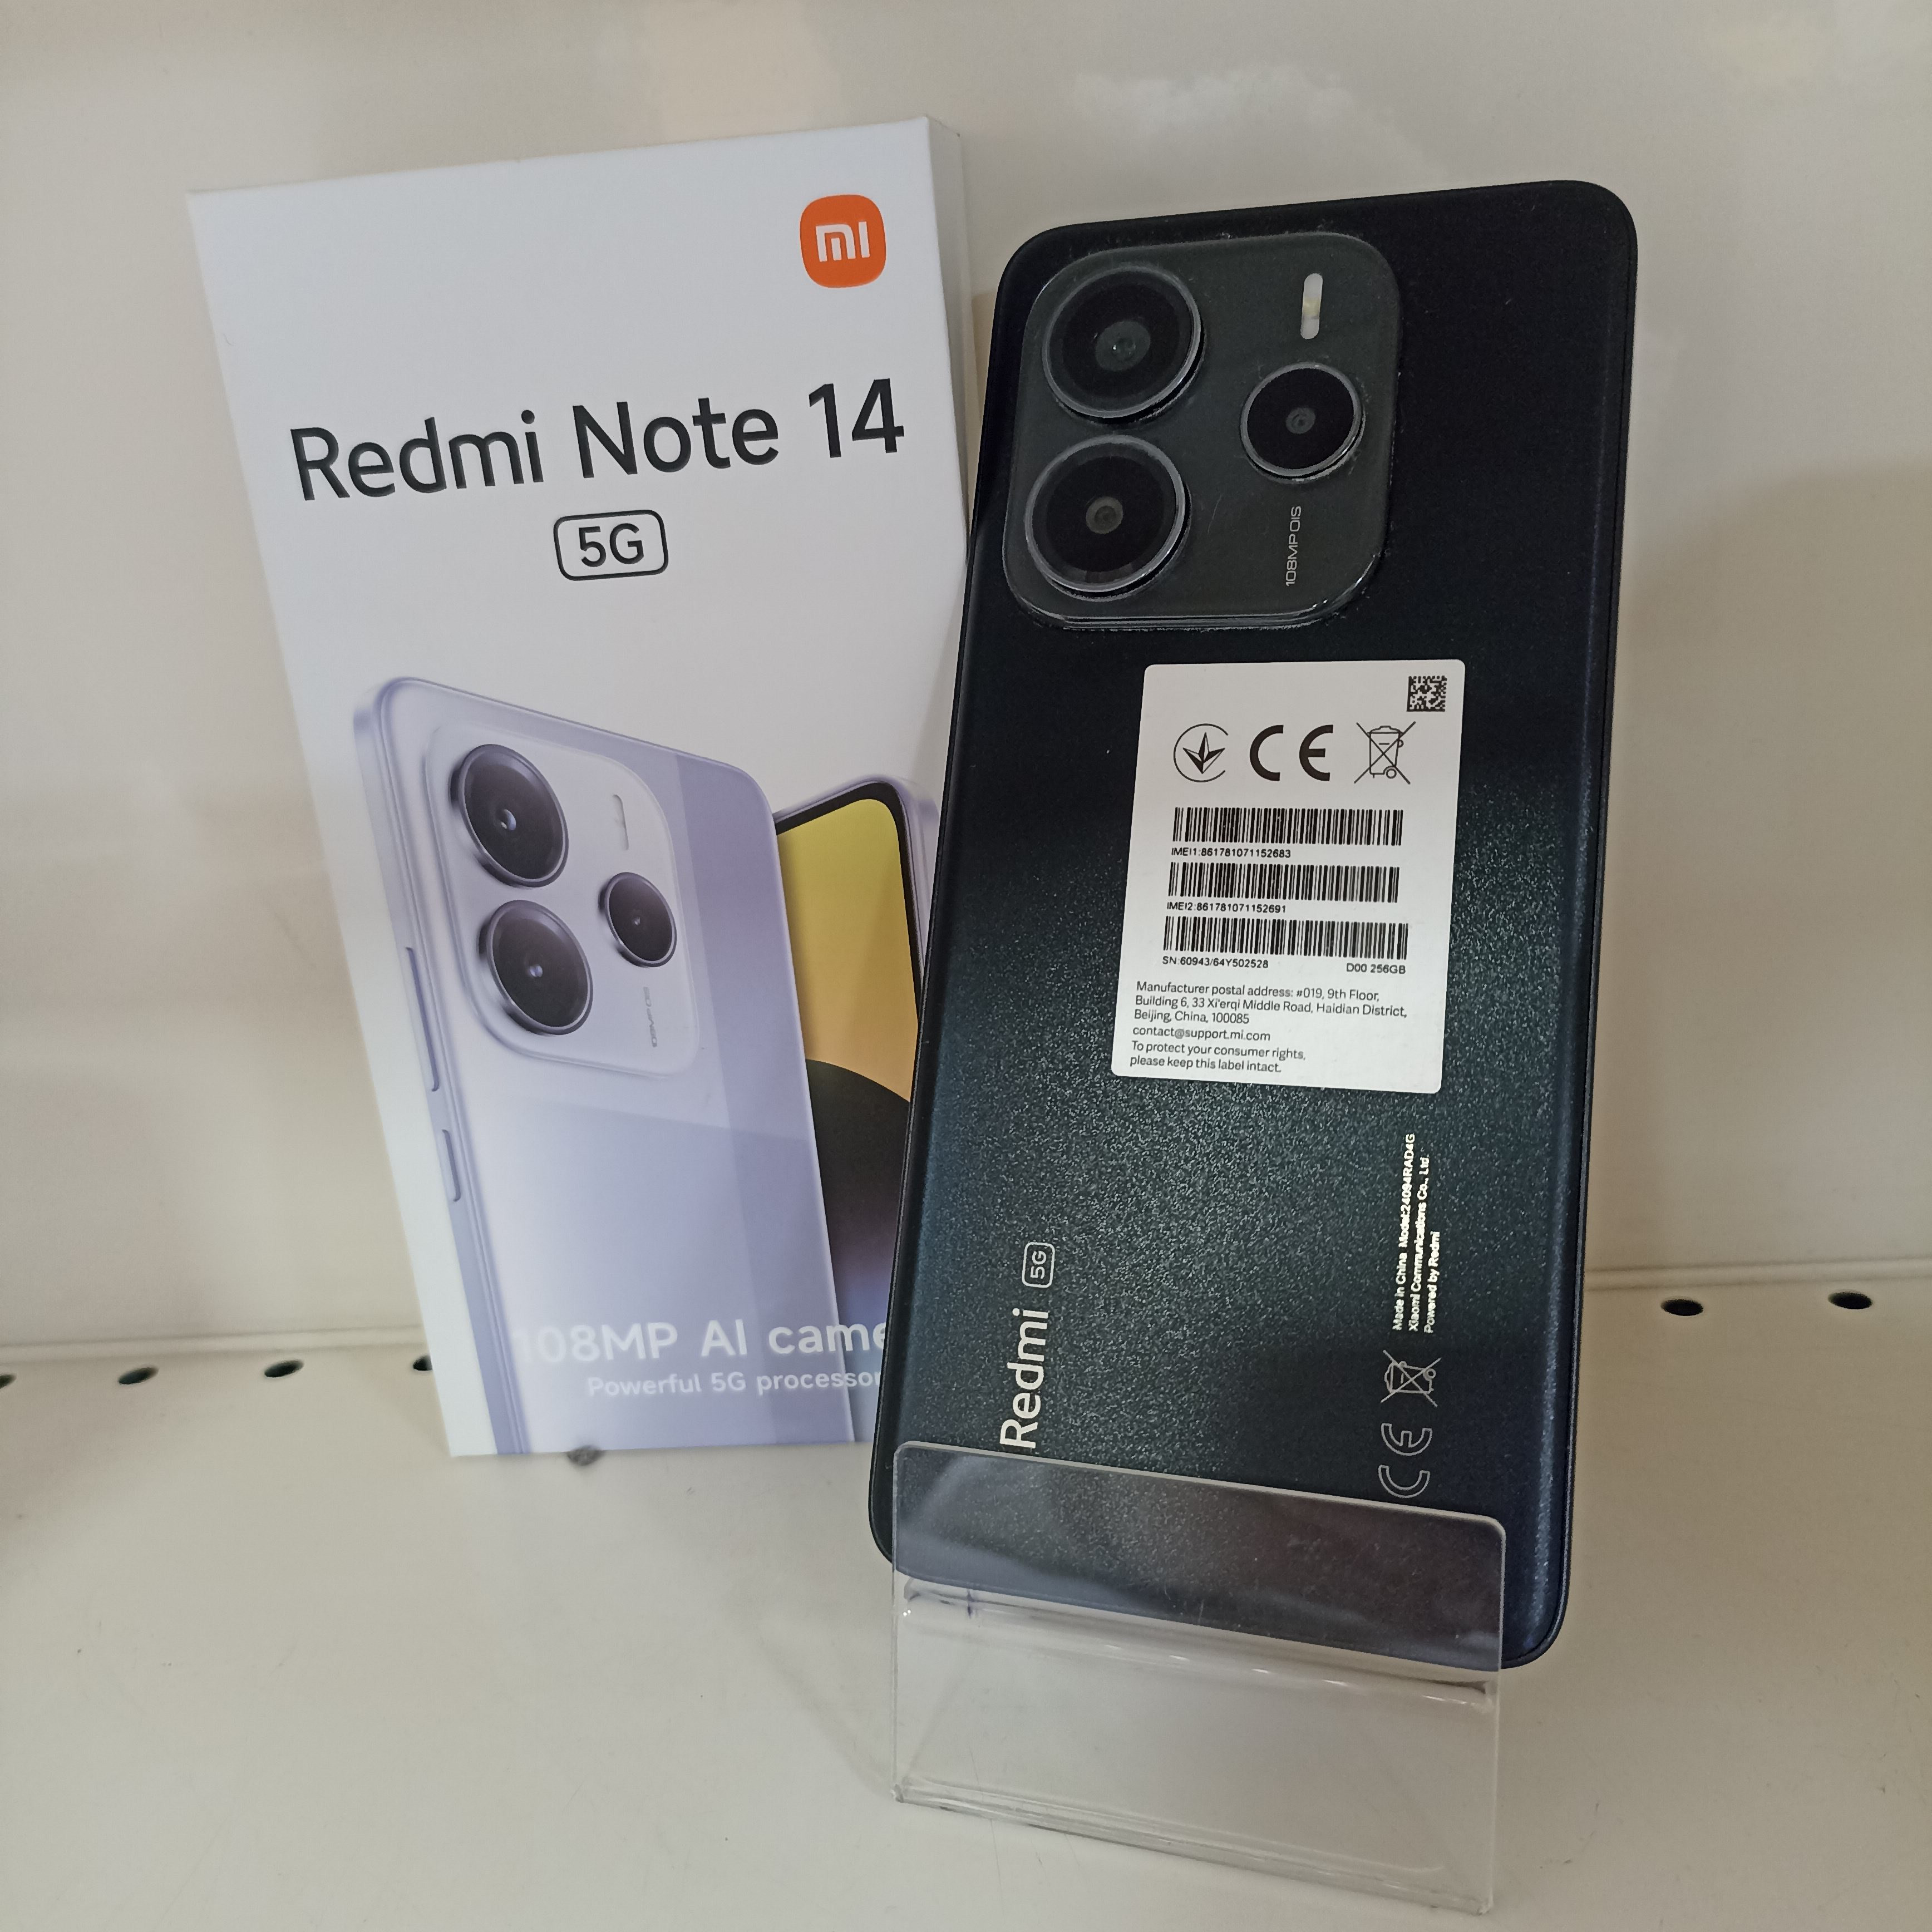 mi
Redmi Note 14
5G
108MP AI came
Powerful 5G processor
108MP OIS
CE
IMEI1:861781071152683
IMEI2:861781071152691
SN:60943/64Y502528 D00 256GB
Manufacturer postal address: #019, 9th Floor,
Building 6, 33 Xi'erqi Middle Road, Haidian District,
Beijing, China, 100085
contact@support.mi.com
To protect your consumer rights,
please keep this label intact.
Redmi 5G
Made in China Model:24094RAD4G
Xiaomi Communications Co., Ltd.
Powered by Redmi
CE